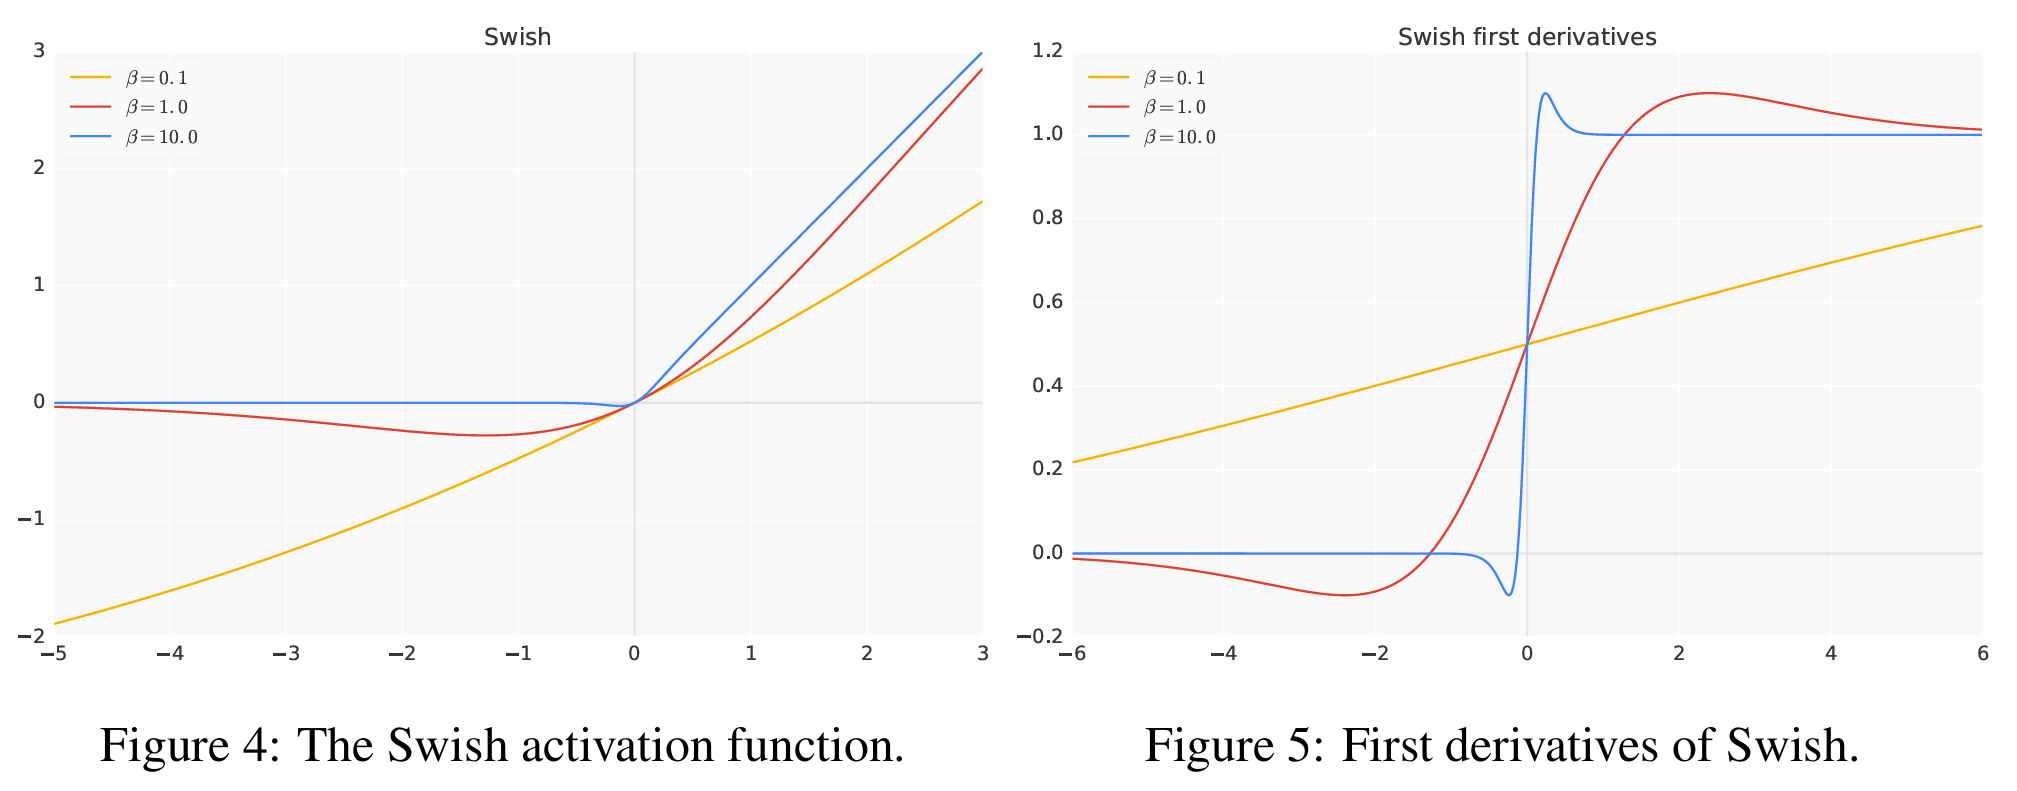 Swish
3
2
1
0
−1
−2
β=0.1
β=1.0
β=10.0
−5 −4 −3 −2 −1 0 1 2 3
Figure 4: The Swish activation function.
Swish first derivatives
1.2
1.0
0.8
0.6
0.4
0.2
0.0
−0.2
β=0.1
β=1.0
β=10.0
−6 −4 −2 0 2 4 6
Figure 5: First derivatives of Swish.